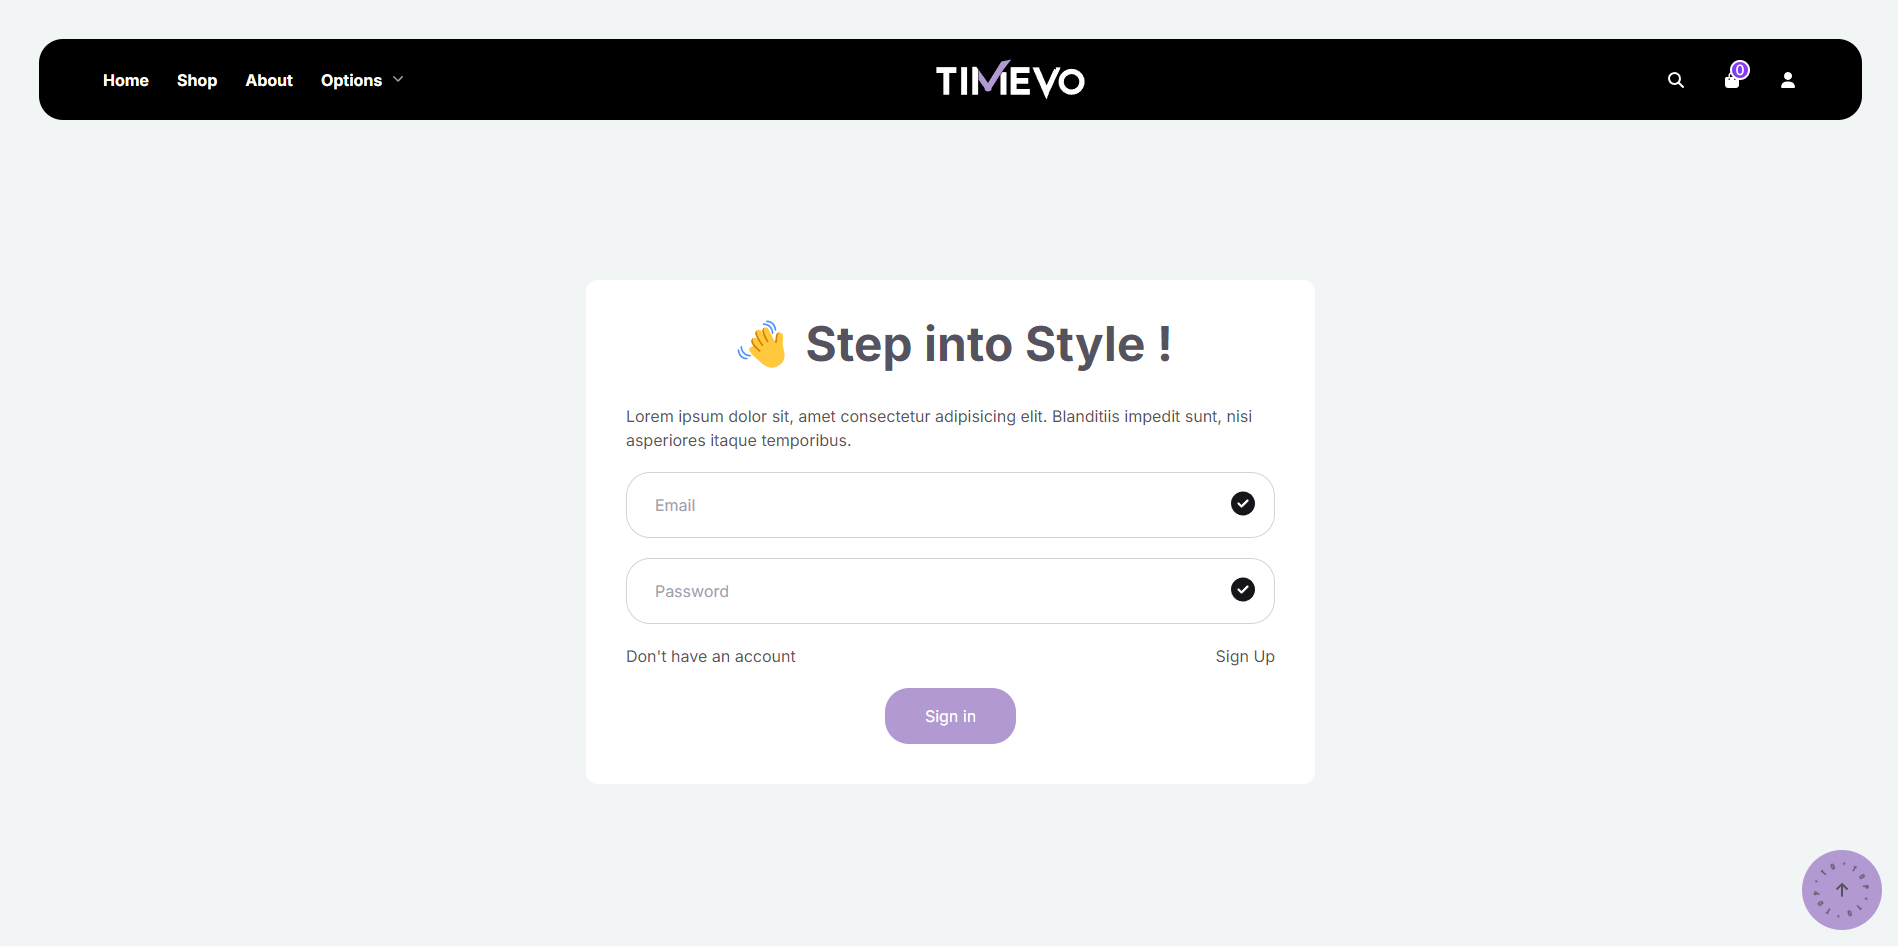 Home Shop About Options
TIMEVO
0
👋 Step into Style !
Lorem ipsum dolor sit, amet consectetur adipisicing elit. Blanditiis impedit sunt, nisi
asperiores itaque temporibus.
Email
Password
Don't have an account Sign Up
Sign in